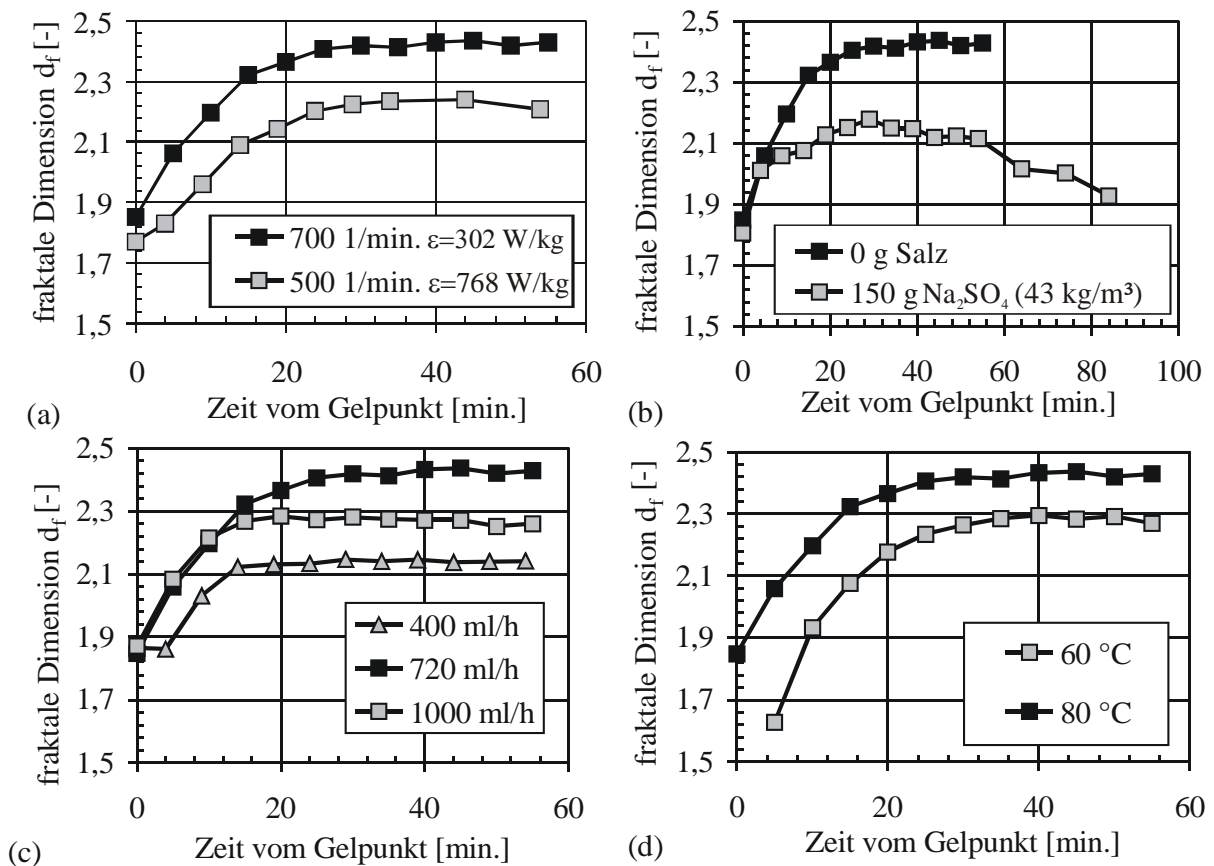 fraktale Dimension d_f [-]
2,5
2,3
2,1
1,9
1,7
1,5
700 1/min. ε=302 W/kg
500 1/min. ε=768 W/kg
0 20 40 60
Zeit vom Gelpunkt [min.]
(a)
fraktale Dimension d_f [-]
2,5
2,3
2,1
1,9
1,7
1,5
0 g Salz
150 g Na₂SO₄ (43 kg/m³)
0 20 40 60 80 100
Zeit vom Gelpunkt [min.]
(b)
fraktale Dimension d_f [-]
2,5
2,3
2,1
1,9
1,7
1,5
400 ml/h
720 ml/h
1000 ml/h
0 20 40 60
Zeit vom Gelpunkt [min.]
(c)
fraktale Dimension d_f [-]
2,5
2,3
2,1
1,9
1,7
1,5
60 °C
80 °C
0 20 40 60
Zeit vom Gelpunkt [min.]
(d)